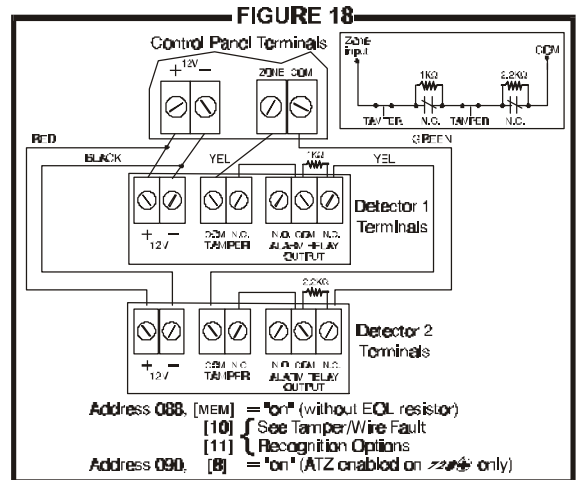 FIGURE 18
Control Panel Terminals
+ 12V −
ZONE COM
Zone input
COM
1KΩ
2.2KΩ
TAMPER N.C. TAMPER N.C.
RED
GREEN
BLACK
YEL
1KΩ
YEL
Detector 1 Terminals
+ − 12V
COM N.C. TAMPER
N.O. COM N.C. ALARM RELAY OUTPUT
2.2KΩ
Detector 2 Terminals
+ − 12V
COM N.C. TAMPER
N.O. COM N.C. ALARM RELAY OUTPUT
Address 088, [MEM] = "on" (without EOL resistor)
[10] { See Tamper/Wire Fault
[11] Recognition Options
Address 090, [8] = "on" (ATZ enabled on only)